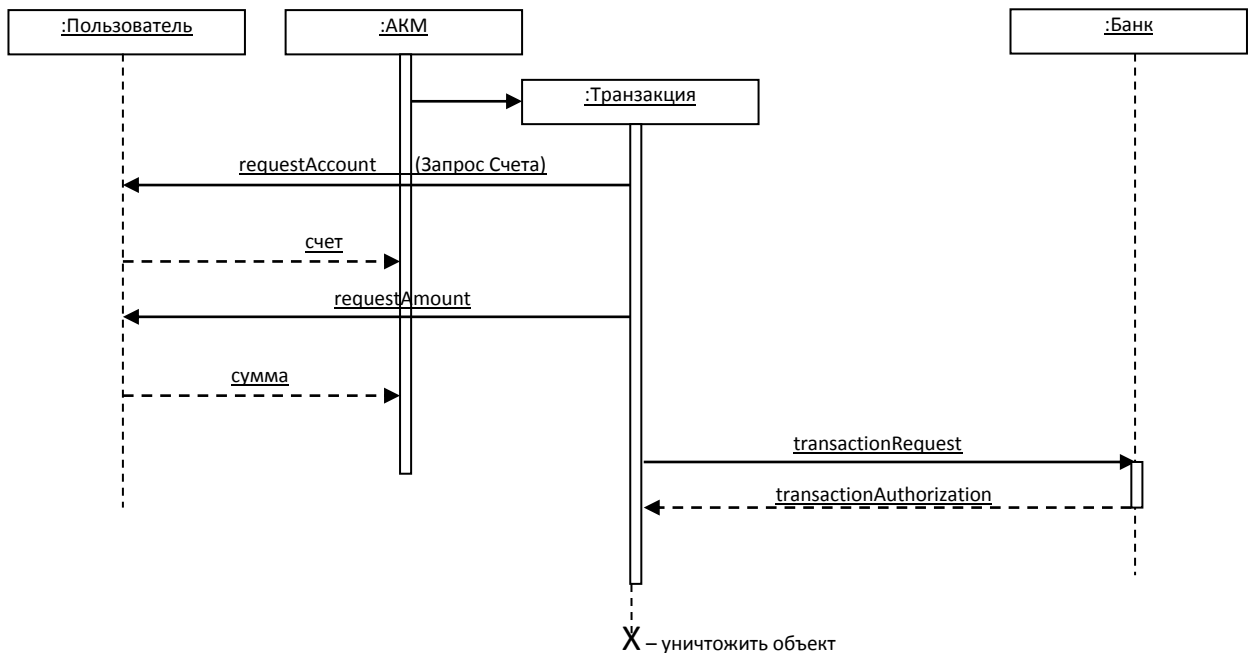 :Пользователь
:АКМ
:Банк
:Транзакция
requestAccount (Запрос Счета)
счет
requestAmount
сумма
transactionRequest
transactionAuthorization
X – уничтожить объект